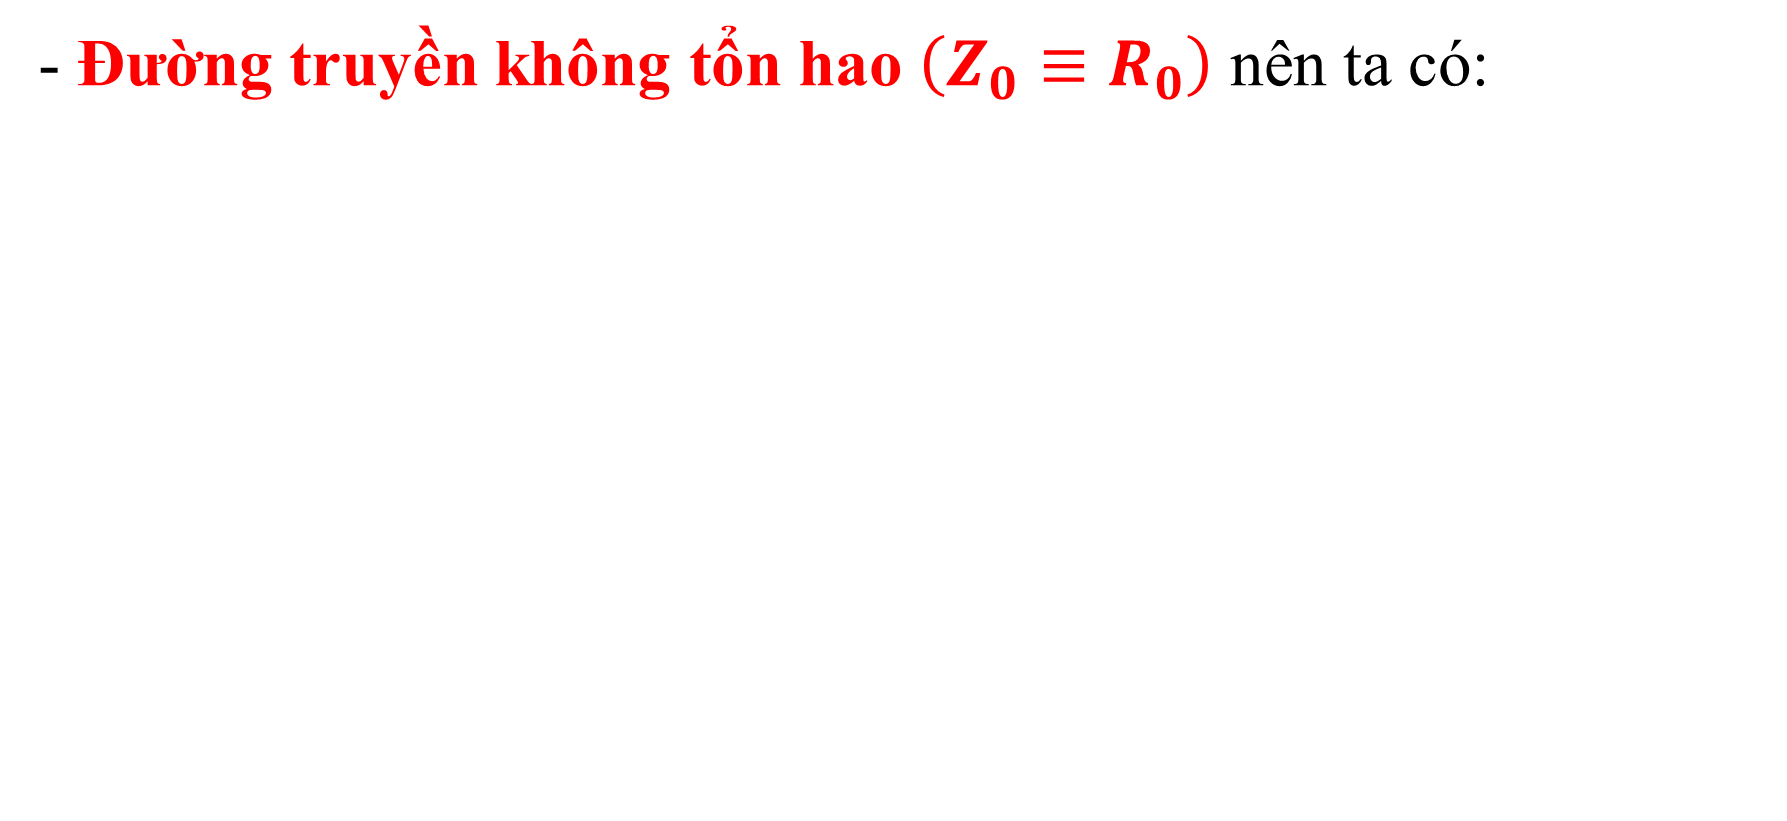 - Đường truyền không tổn hao (𝒁₀ ≡ 𝑹₀) nên ta có: